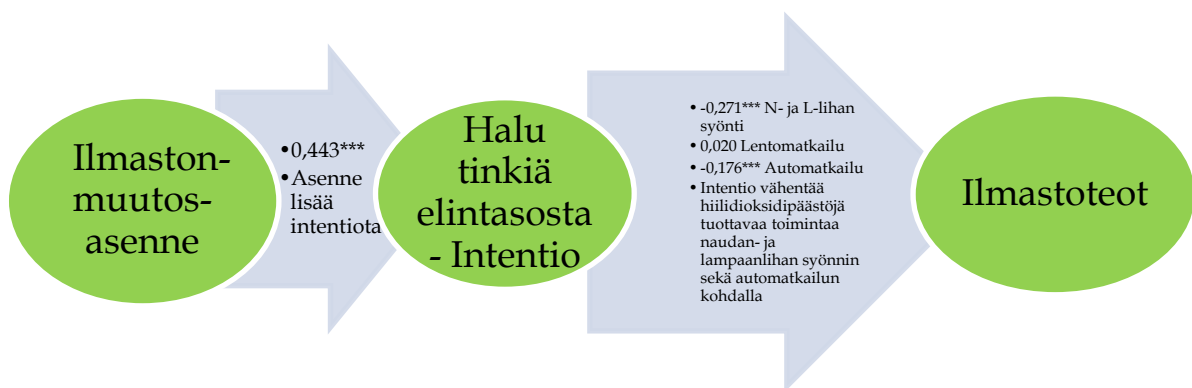 Ilmaston-
muutos-
asenne
•0,443***
•Asenne
lisää
intentiota
Halu
tinkiä
elintasosta
- Intentio
• -0,271*** N- ja L-lihan
syönti
• 0,020 Lentomatkailu
• -0,176*** Automatkailu
• Intentio vähentää
hiilidioksidipäästöjä
tuottavaa toimintaa
naudan- ja
lampaanlihan syönnin
sekä automatkailun
kohdalla
Ilmastoteot